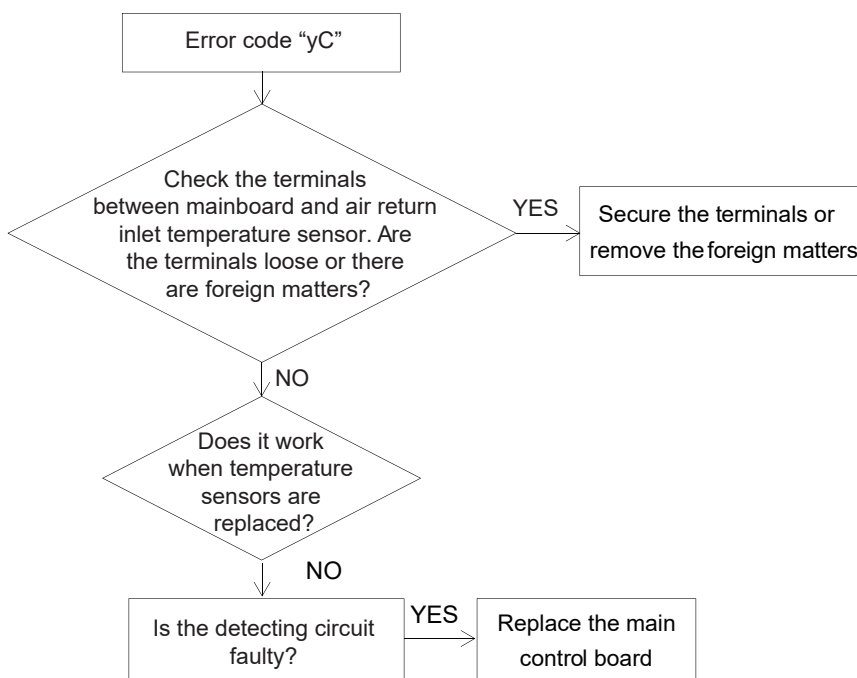 Error code “yC”
Check the terminals
between mainboard and air return
inlet temperature sensor. Are
the terminals loose or there
are foreign matters?
YES
Secure the terminals or
remove the foreign matters
NO
Does it work
when temperature
sensors are
replaced?
NO
Is the detecting circuit
faulty?
YES
Replace the main
control board